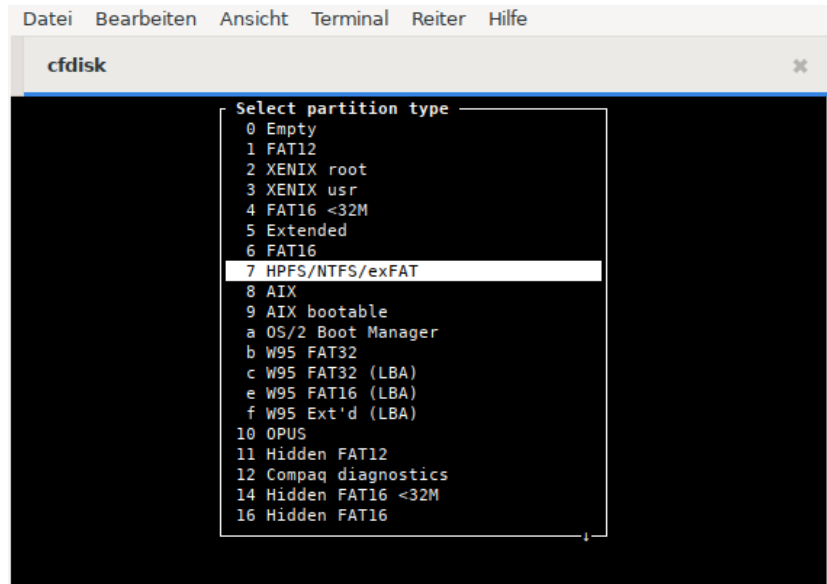 Datei Bearbeiten Ansicht Terminal Reiter Hilfe
cfdisk
Select partition type
0 Empty
1 FAT12
2 XENIX root
3 XENIX usr
4 FAT16 <32M
5 Extended
6 FAT16
7 HPFS/NTFS/exFAT
8 AIX
9 AIX bootable
a OS/2 Boot Manager
b W95 FAT32
c W95 FAT32 (LBA)
e W95 FAT16 (LBA)
f W95 Ext'd (LBA)
10 OPUS
11 Hidden FAT12
12 Compaq diagnostics
14 Hidden FAT16 <32M
16 Hidden FAT16